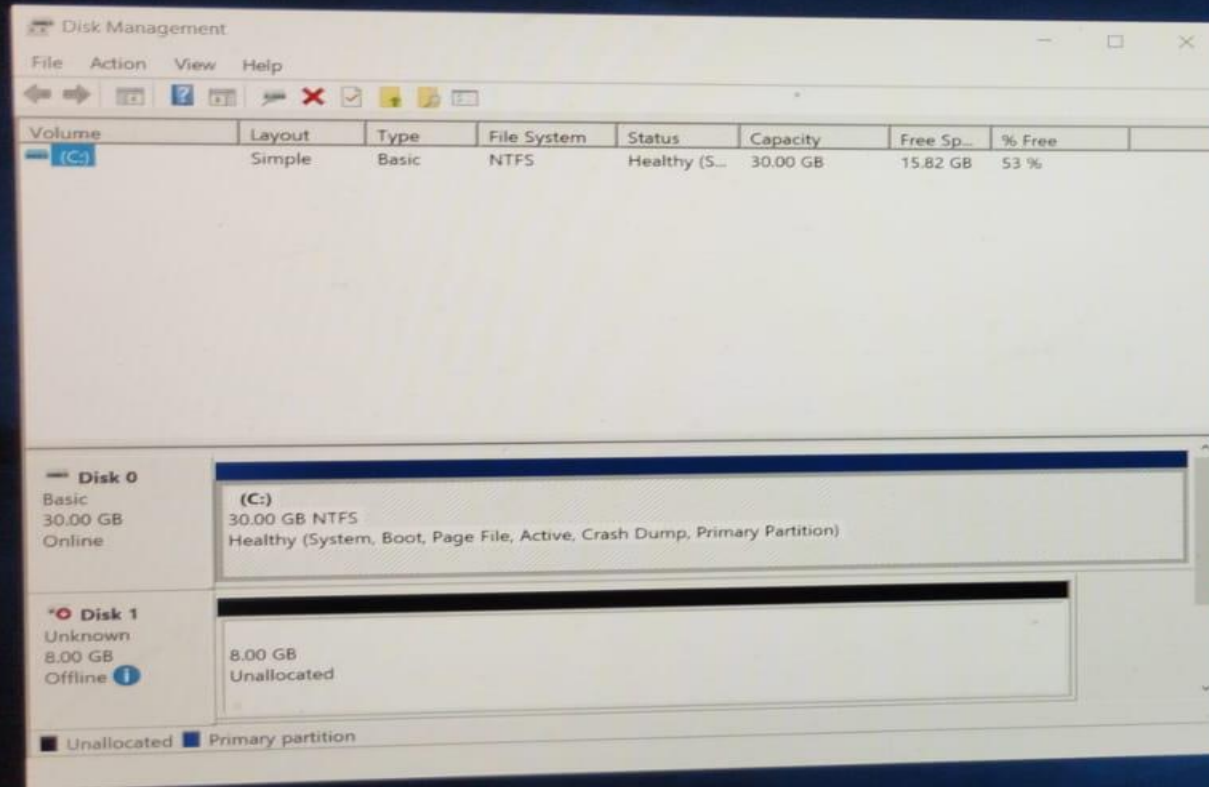 Disk Management
File Action View Help
Volume Layout Type File System Status Capacity Free Sp... % Free
(C:) Simple Basic NTFS Healthy (S... 30.00 GB 15.82 GB 53 %
Disk 0
Basic
30.00 GB
Online
(C:)
30.00 GB NTFS
Healthy (System, Boot, Page File, Active, Crash Dump, Primary Partition)
Disk 1
Unknown
8.00 GB
Offline
8.00 GB
Unallocated
Unallocated Primary partition